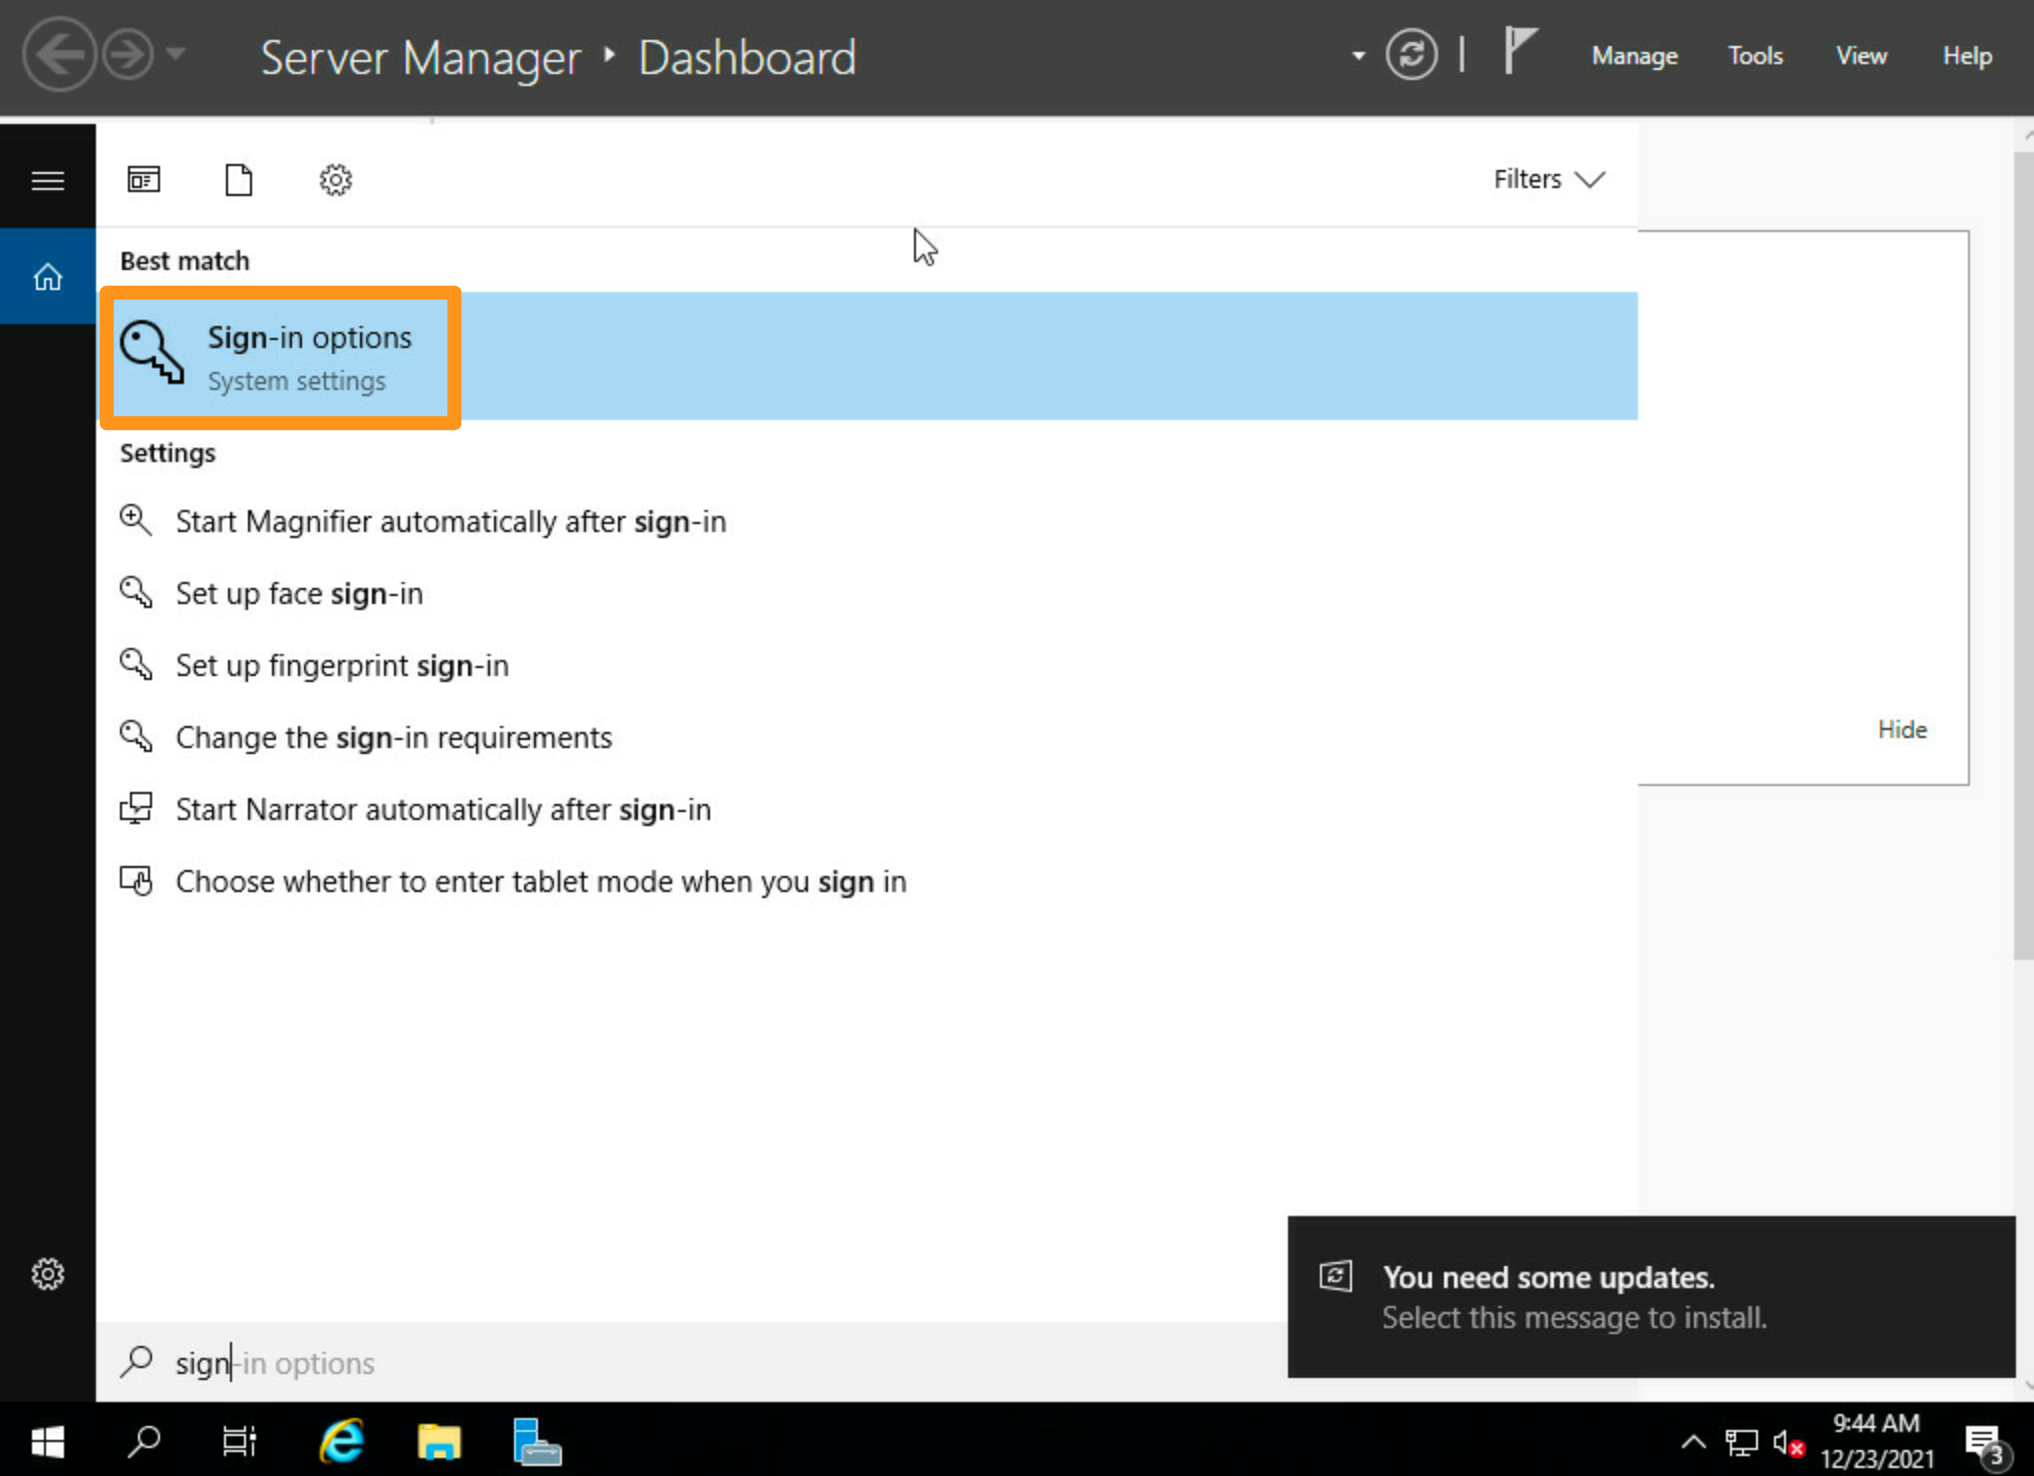 Server Manager ‣ Dashboard
Manage Tools View Help
Filters
Best match
Sign-in options
System settings
Settings
Start Magnifier automatically after sign-in
Set up face sign-in
Set up fingerprint sign-in
Change the sign-in requirements
Start Narrator automatically after sign-in
Choose whether to enter tablet mode when you sign in
Hide
You need some updates.
Select this message to install.
sign-in options
9:44 AM
12/23/2021
3